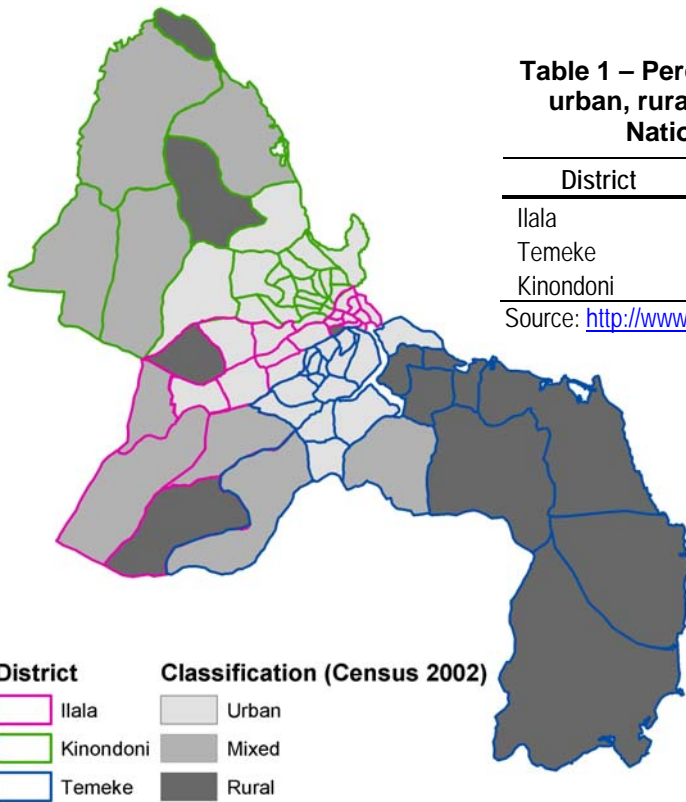 Table 1 – Per
urban, rura
Natio
District
Ilala
Temeke
Kinondoni
Source: http://www
District
Classification (Census 2002)
Ilala
Urban
Kinondoni
Mixed
Temeke
Rural